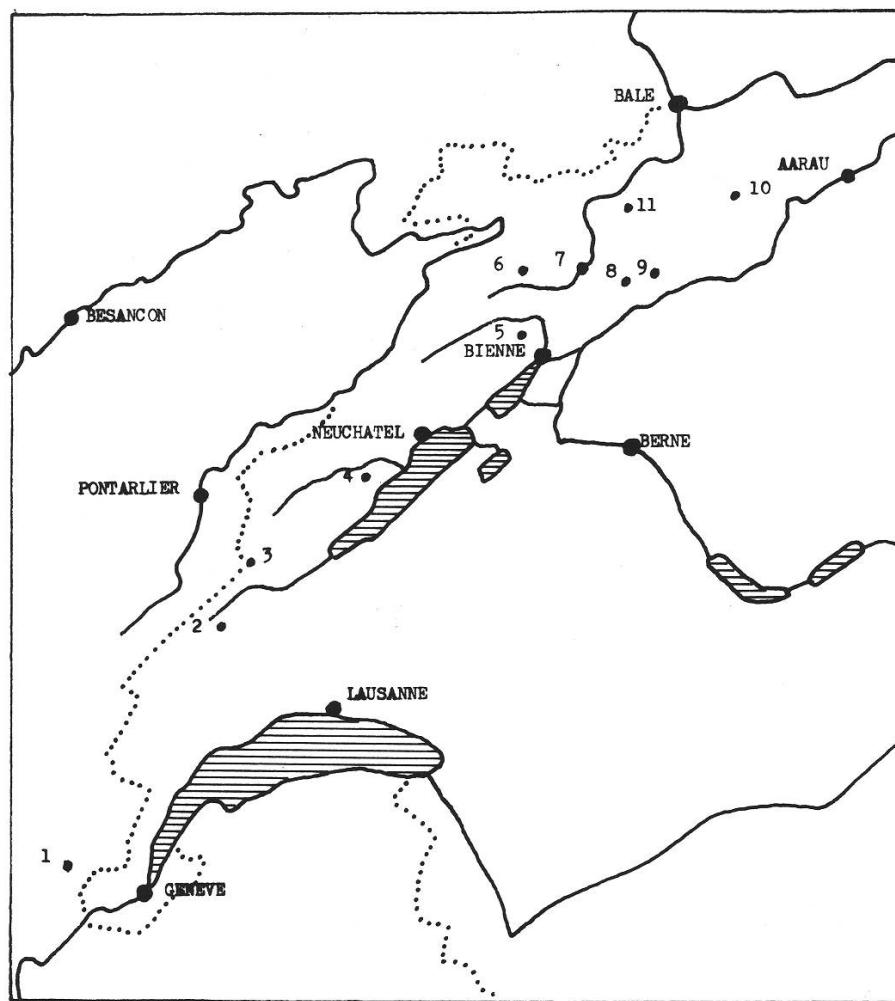 BALE
AARAU
10
11
6
7
8
9
BESANCON
5
BIENNE
NEUCHATEL
BERNE
4
PONTARLIER
3
2
LAUSANNE
1
GENEVE